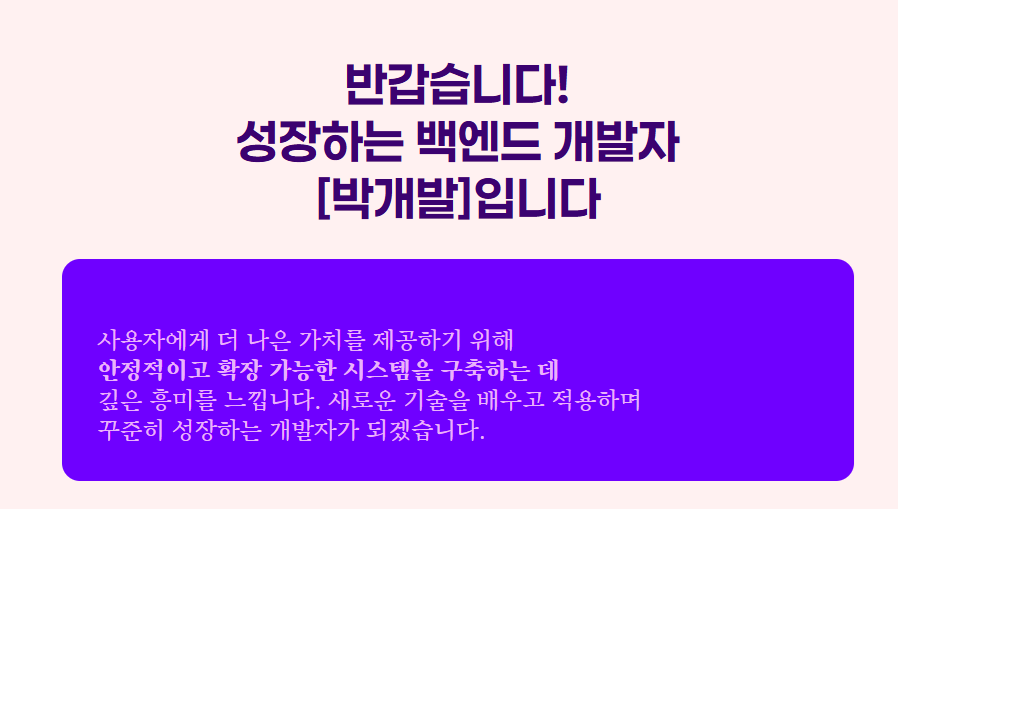 반갑습니다!
성장하는 백엔드 개발자
[박개발]입니다
사용자에게 더 나은 가치를 제공하기 위해
안정적이고 확장 가능한 시스템을 구축하는 데
깊은 흥미를 느낍니다. 새로운 기술을 배우고 적용하며
꾸준히 성장하는 개발자가 되겠습니다.